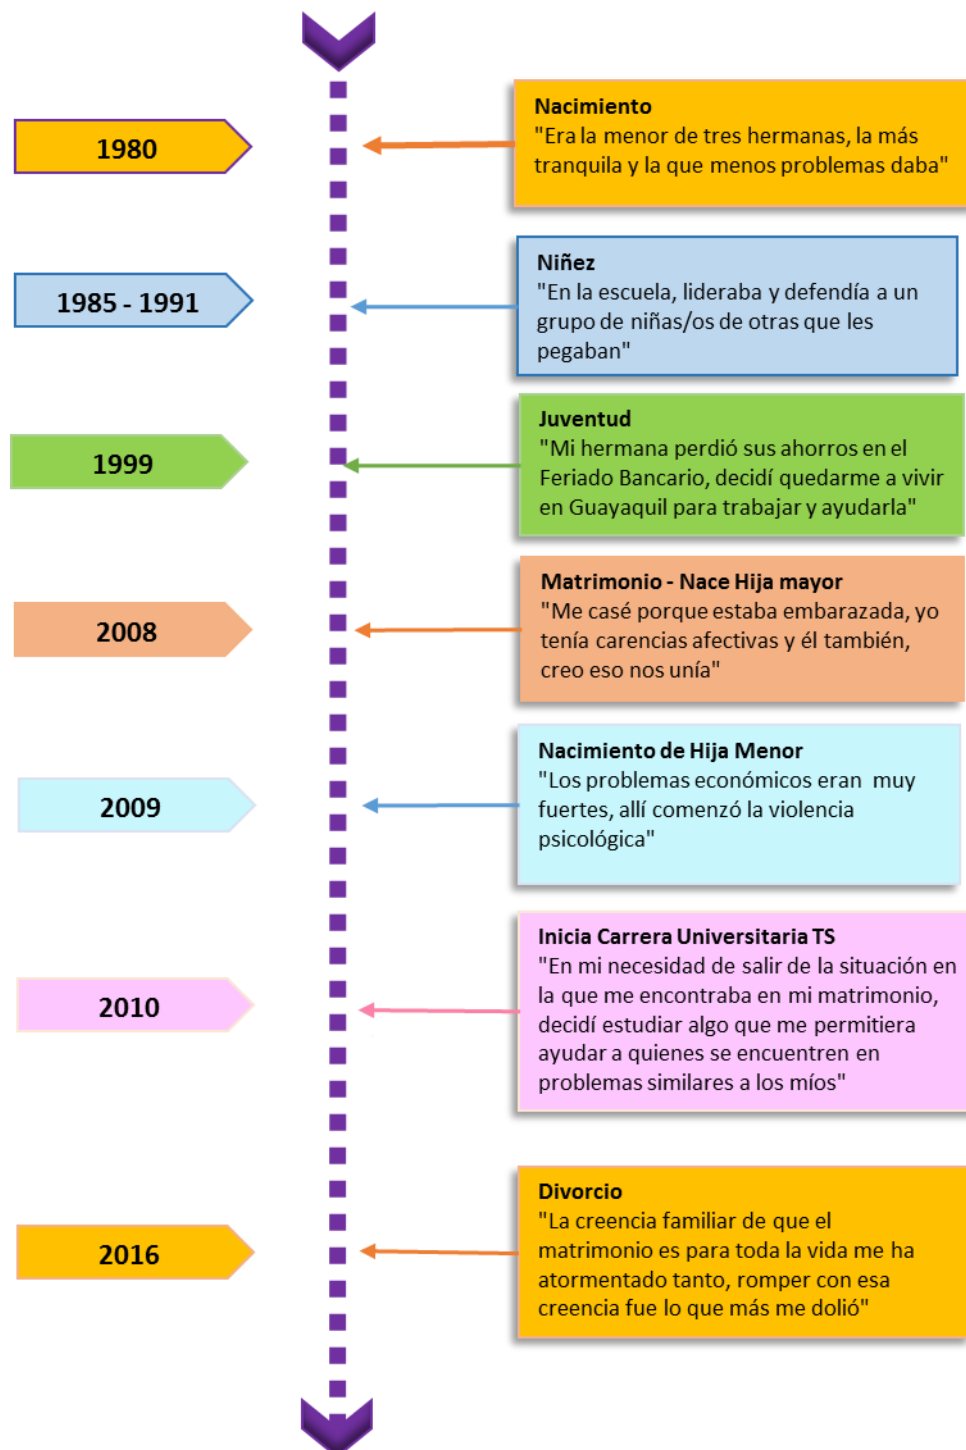 1980
Nacimiento
"Era la menor de tres hermanas, la más
tranquila y la que menos problemas daba"
1985 - 1991
Niñez
"En la escuela, lideraba y defendía a un
grupo de niñas/os de otras que les
pegaban"
1999
Juventud
"Mi hermana perdió sus ahorros en el
Feriado Bancario, decidí quedarme a vivir
en Guayaquil para trabajar y ayudarla"
2008
Matrimonio - Nace Hija mayor
"Me casé porque estaba embarazada, yo
tenía carencias afectivas y él también,
creo eso nos unía"
2009
Nacimiento de Hija Menor
"Los problemas económicos eran muy
fuertes, allí comenzó la violencia
psicológica"
2010
Inicia Carrera Universitaria TS
"En mi necesidad de salir de la situación en
la que me encontraba en mi matrimonio,
decidí estudiar algo que me permitiera
ayudar a quienes se encuentren en
problemas similares a los míos"
2016
Divorcio
"La creencia familiar de que el
matrimonio es para toda la vida me ha
atormentado tanto, romper con esa
creencia fue lo que más me dolió"